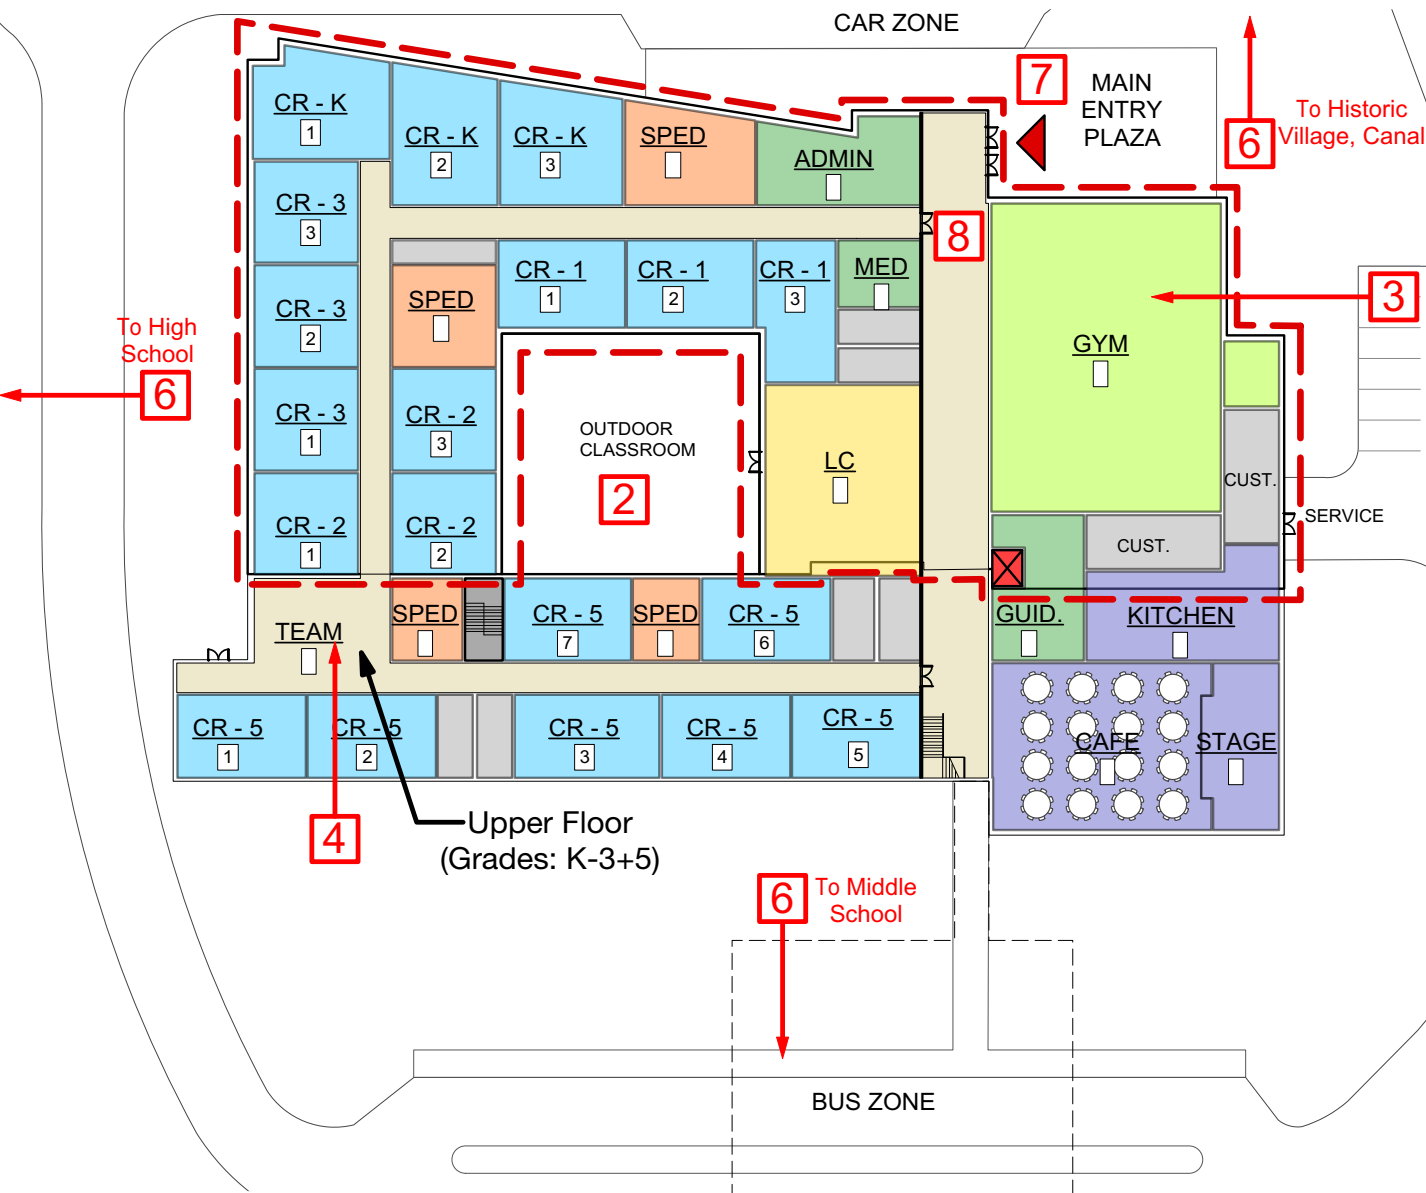 CAR ZONE
7
MAIN
ENTRY
PLAZA
To Historic
Village, Canal
6
CR - K
1
CR - K
2
CR - K
3
SPED
ADMIN
CR - 3
3
8
CR - 1
1
CR - 1
2
CR - 1
3
MED
SPED
CR - 3
2
3
To High
School
6
GYM
CR - 3
1
CR - 2
3
OUTDOOR
CLASSROOM
2
LC
CUST.
SERVICE
CR - 2
1
CR - 2
2
CUST.
TEAM
SPED
CR - 5
7
SPED
CR - 5
6
GUID.
KITCHEN
CR - 5
1
CR - 5
2
CR - 5
3
CR - 5
4
CR - 5
5
CAFE
STAGE
4
Upper Floor
(Grades: K-3+5)
6
To Middle
School
BUS ZONE